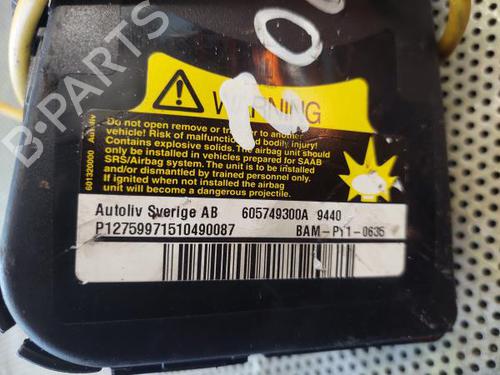 B-PARTS
WARNING
Do not open remove or transfer to another
vehicle! Risk of malfunction and bodily injury!
Contains explosive solids. The airbag unit should
only be installed in vehicles prepared for SAAB
SRS/Airbag system. The unit is to be installed
and/or dismantled by trained personnel only.
If ignited when not installed the airbag
unit will become a dangerous projectile.
601320000 Autoliv
Autoliv Sverige AB 605749300A 9440
P12759971510490087 BAM-PY1-0635